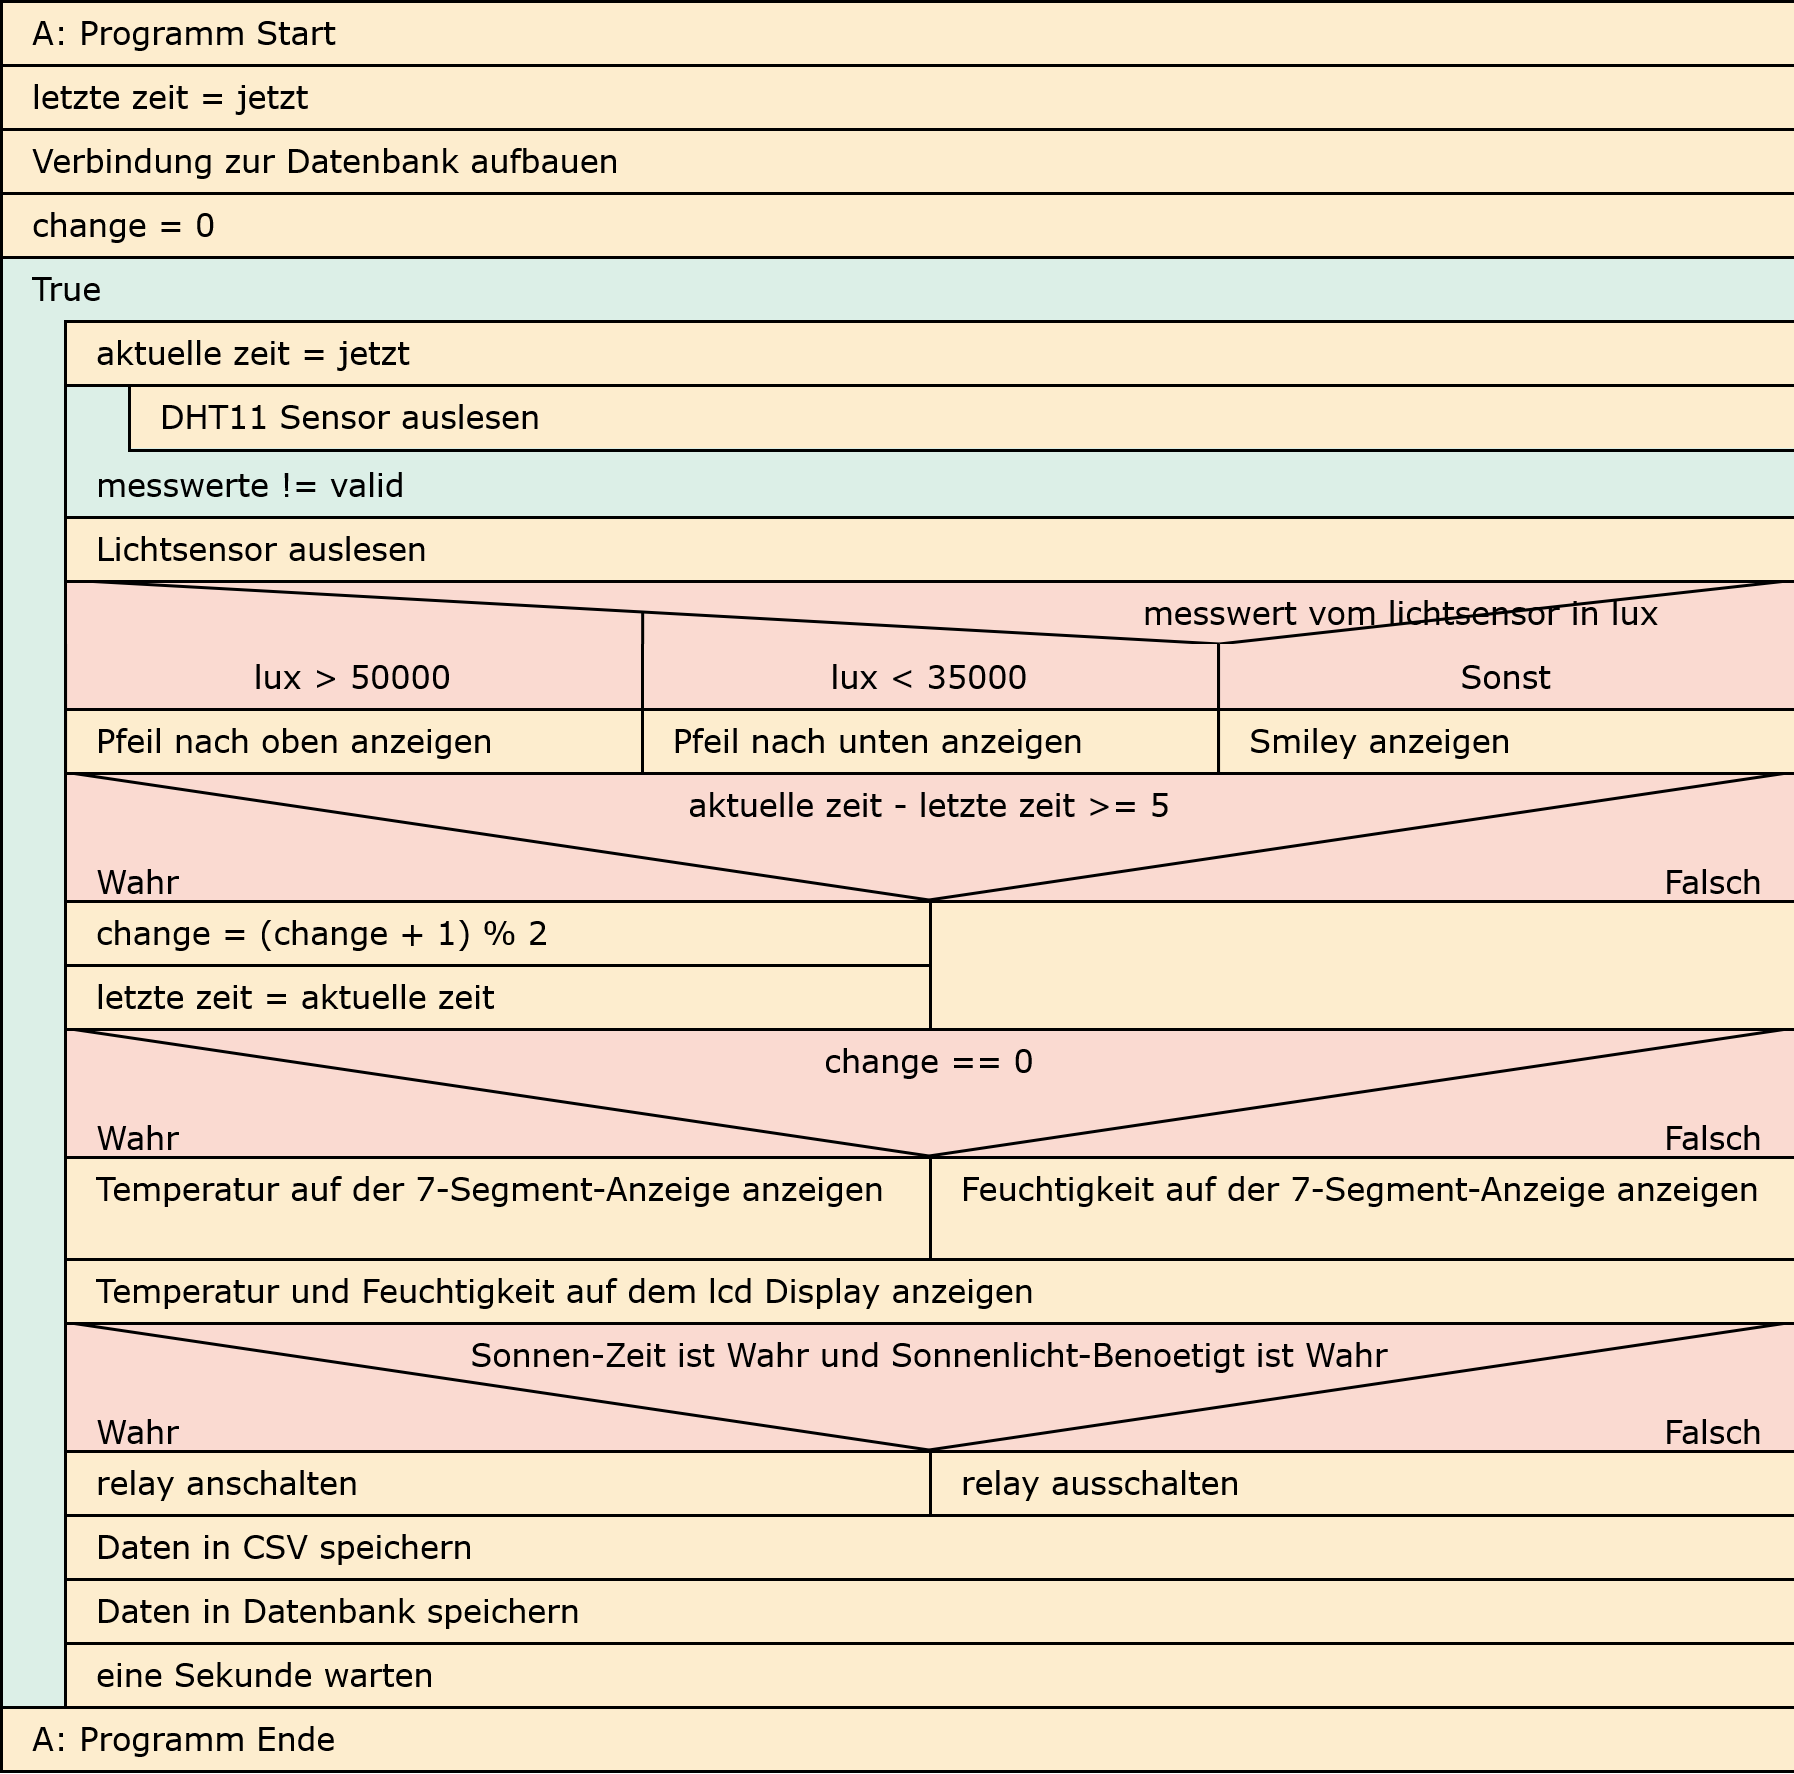 A: Programm Start
letzte zeit = jetzt
Verbindung zur Datenbank aufbauen
change = 0
True
aktuelle zeit = jetzt
DHT11 Sensor auslesen
messwerte != valid
Lichtsensor auslesen
messwert vom lichtsensor in lux
lux > 50000
lux < 35000
Sonst
Pfeil nach oben anzeigen
Pfeil nach unten anzeigen
Smiley anzeigen
aktuelle zeit - letzte zeit >= 5
Wahr
Falsch
change = (change + 1) % 2
letzte zeit = aktuelle zeit
change == 0
Wahr
Falsch
Temperatur auf der 7-Segment-Anzeige anzeigen
Feuchtigkeit auf der 7-Segment-Anzeige anzeigen
Temperatur und Feuchtigkeit auf dem lcd Display anzeigen
Sonnen-Zeit ist Wahr und Sonnenlicht-Benoetigt ist Wahr
Wahr
Falsch
relay anschalten
relay ausschalten
Daten in CSV speichern
Daten in Datenbank speichern
eine Sekunde warten
A: Programm Ende